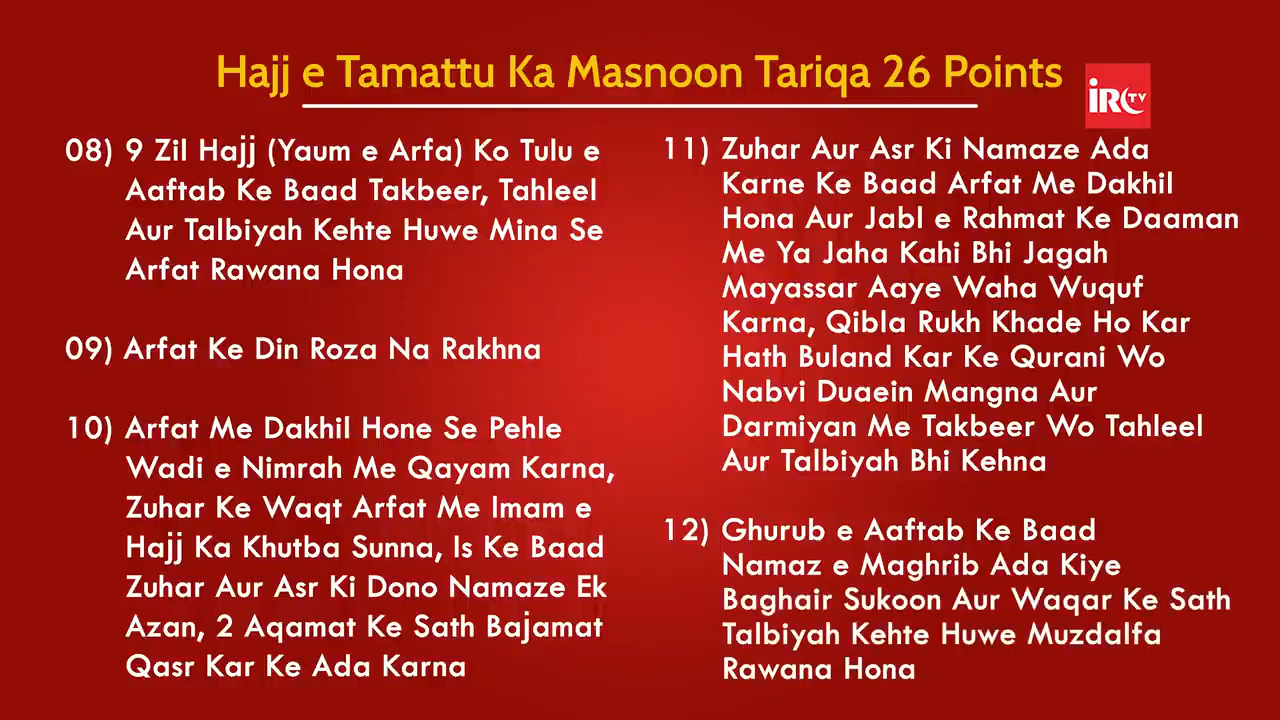 Hajj e Tamattu Ka Masnoon Tariqa 26 Points
iRC TV
08) 9 Zil Hajj (Yaum e Arfa) Ko Tulu e
Aaftab Ke Baad Takbeer, Tahleel
Aur Talbiyah Kehte Huwe Mina Se
Arfat Rawana Hona
09) Arfat Ke Din Roza Na Rakhna
10) Arfat Me Dakhil Hone Se Pehle
Wadi e Nimrah Me Qayam Karna,
Zuhar Ke Waqt Arfat Me Imam e
Hajj Ka Khutba Sunna, Is Ke Baad
Zuhar Aur Asr Ki Dono Namaze Ek
Azan, 2 Aqamat Ke Sath Bajamat
Qasr Kar Ke Ada Karna
11) Zuhar Aur Asr Ki Namaze Ada
Karne Ke Baad Arfat Me Dakhil
Hona Aur Jabl e Rahmat Ke Daaman
Me Ya Jaha Kahi Bhi Jagah
Mayassar Aaye Waha Wuquf
Karna, Qibla Rukh Khade Ho Kar
Hath Buland Kar Ke Qurani Wo
Nabvi Duaein Mangna Aur
Darmiyan Me Takbeer Wo Tahleel
Aur Talbiyah Bhi Kehna
12) Ghurub e Aaftab Ke Baad
Namaz e Maghrib Ada Kiye
Baghair Sukoon Aur Waqar Ke Sath
Talbiyah Kehte Huwe Muzdalfa
Rawana Hona